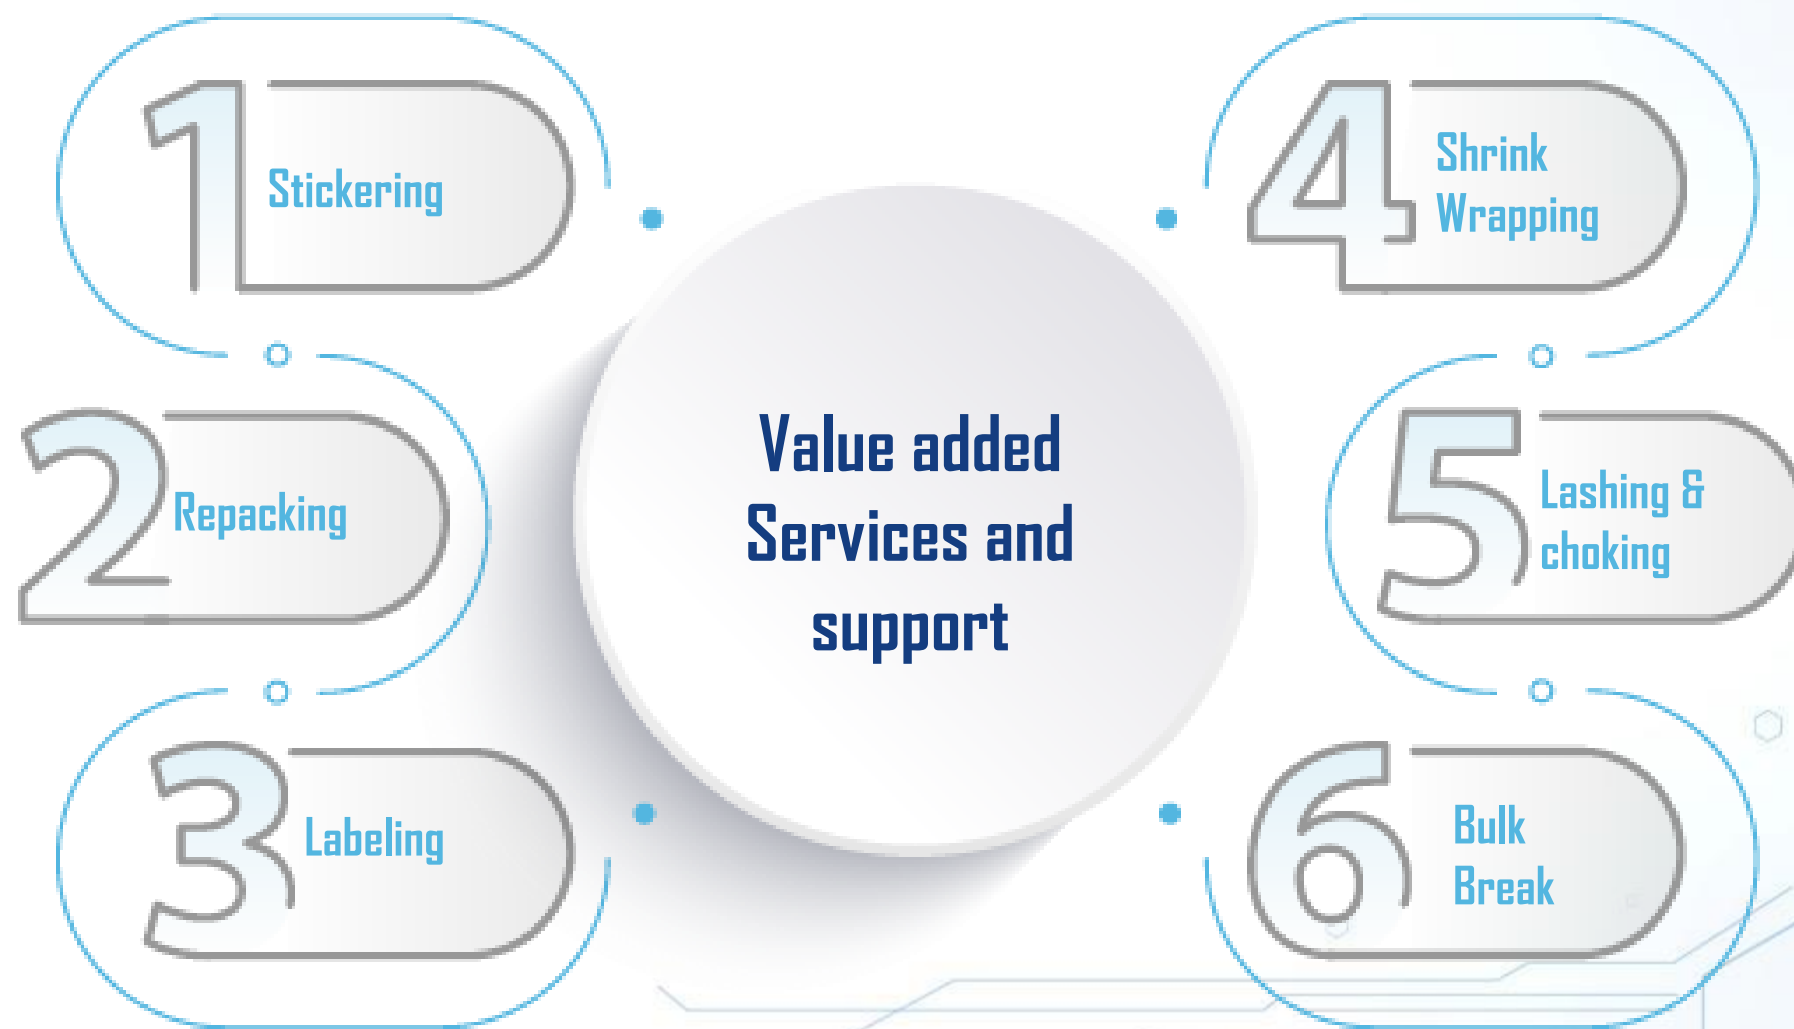 1
Stickering
2
Repacking
3
Labeling
Value added
Services and
support
4
Shrink
Wrapping
5
Lashing &
choking
6
Bulk
Break